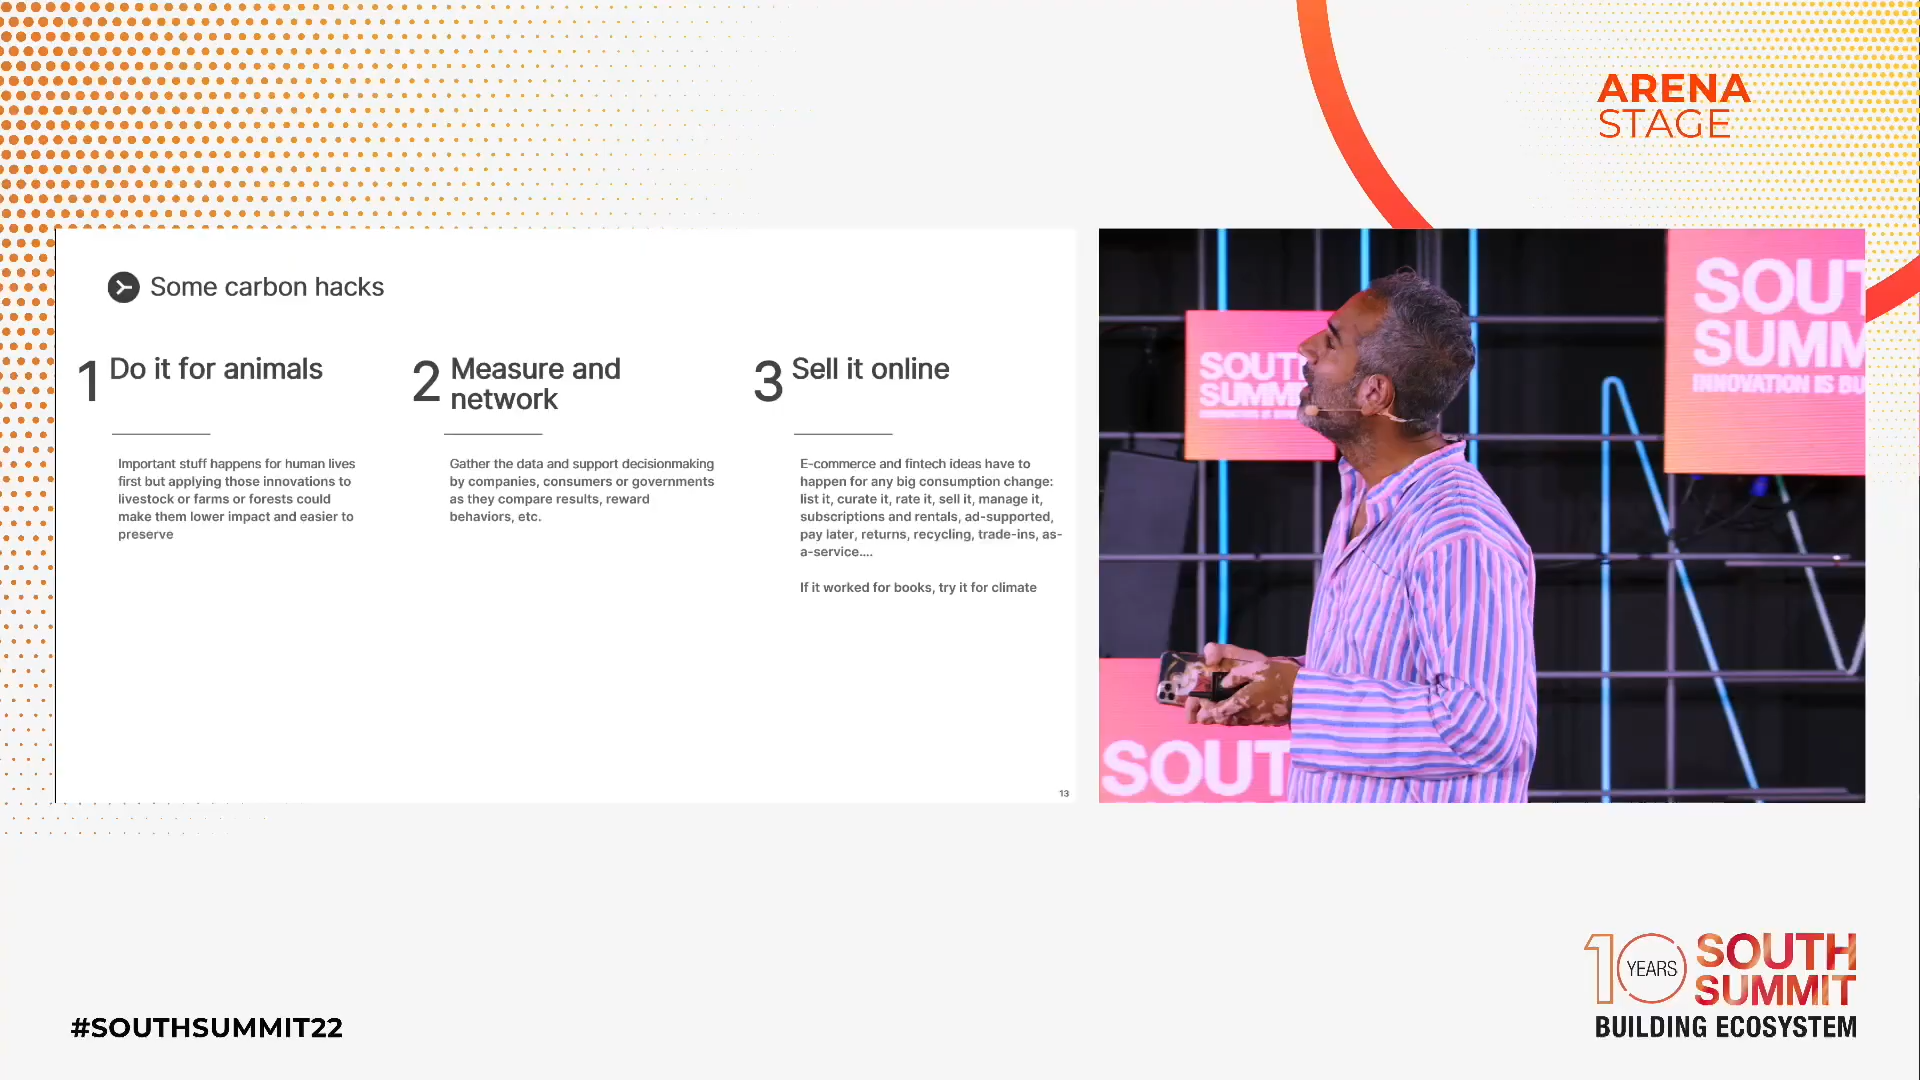 ARENA
STAGE
Some carbon hacks
1 Do it for animals
Important stuff happens for human lives
first but applying those innovations to
livestock or farms or forests could
make them lower impact and easier to
preserve
2 Measure and
network
Gather the data and support decisionmaking
by companies, consumers or governments
as they compare results, reward
behaviors, etc.
3 Sell it online
E-commerce and fintech ideas have to
happen for any big consumption change:
list it, curate it, rate it, sell it, manage it,
subscriptions and rentals, ad-supported,
pay later, returns, recycling, trade-ins, as-
a-service....
If it worked for books, try it for climate
13
SOUTH
SUMM
SOUT
SUMM
INNOVATION IS BU
SOUT
#SOUTHSUMMIT22
10 YEARS
SOUTH
SUMMIT
BUILDING ECOSYSTEM